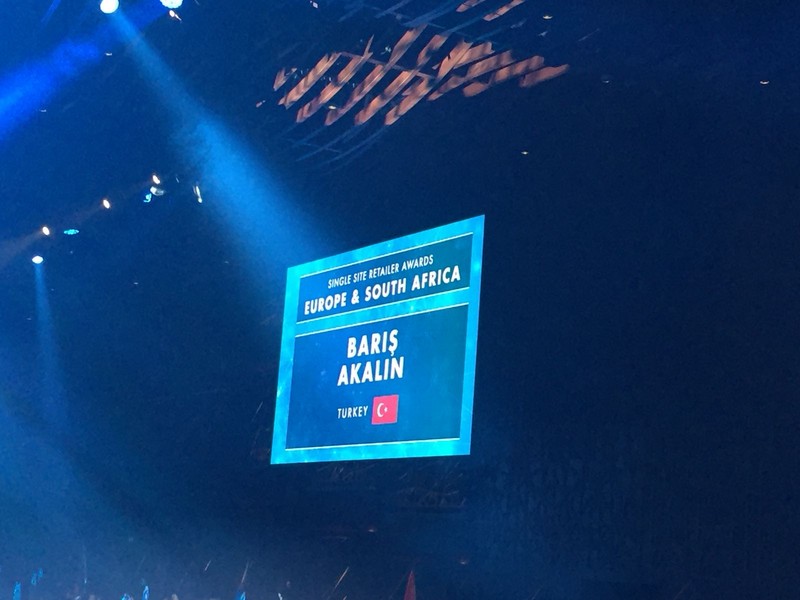 SINGLE SITE RETAILER AWARDS
EUROPE & SOUTH AFRICA
BARIŞ
AKALIN
TURKEY